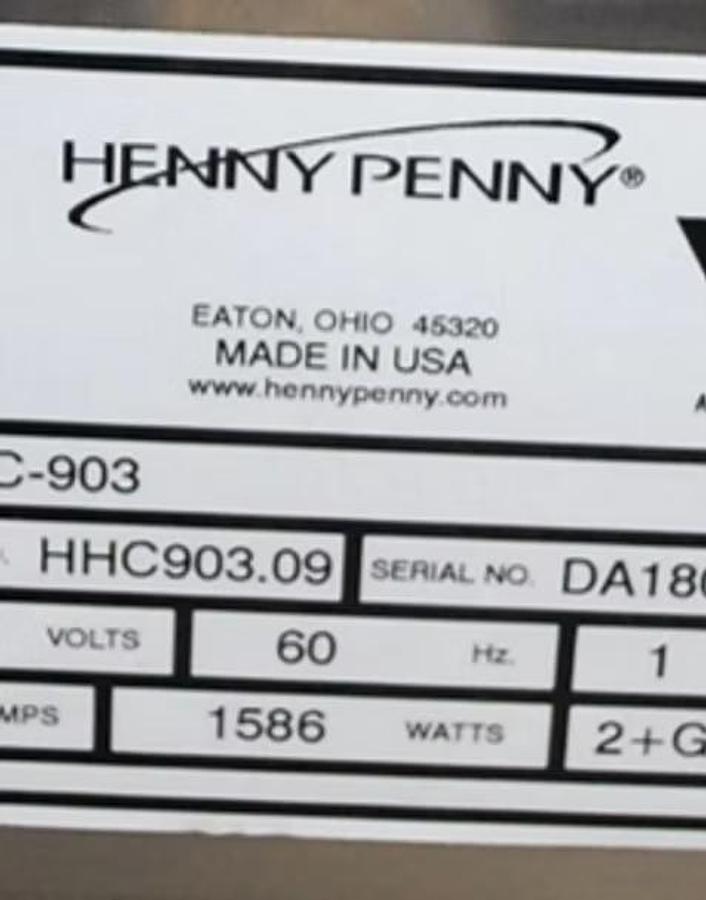 HENNY PENNY®
EATON, OHIO 45320
MADE IN USA
www.hennypenny.com
C-903
HHC903.09 SERIAL NO. DA180
VOLTS 60 Hz. 1
MPS 1586 WATTS 2+G